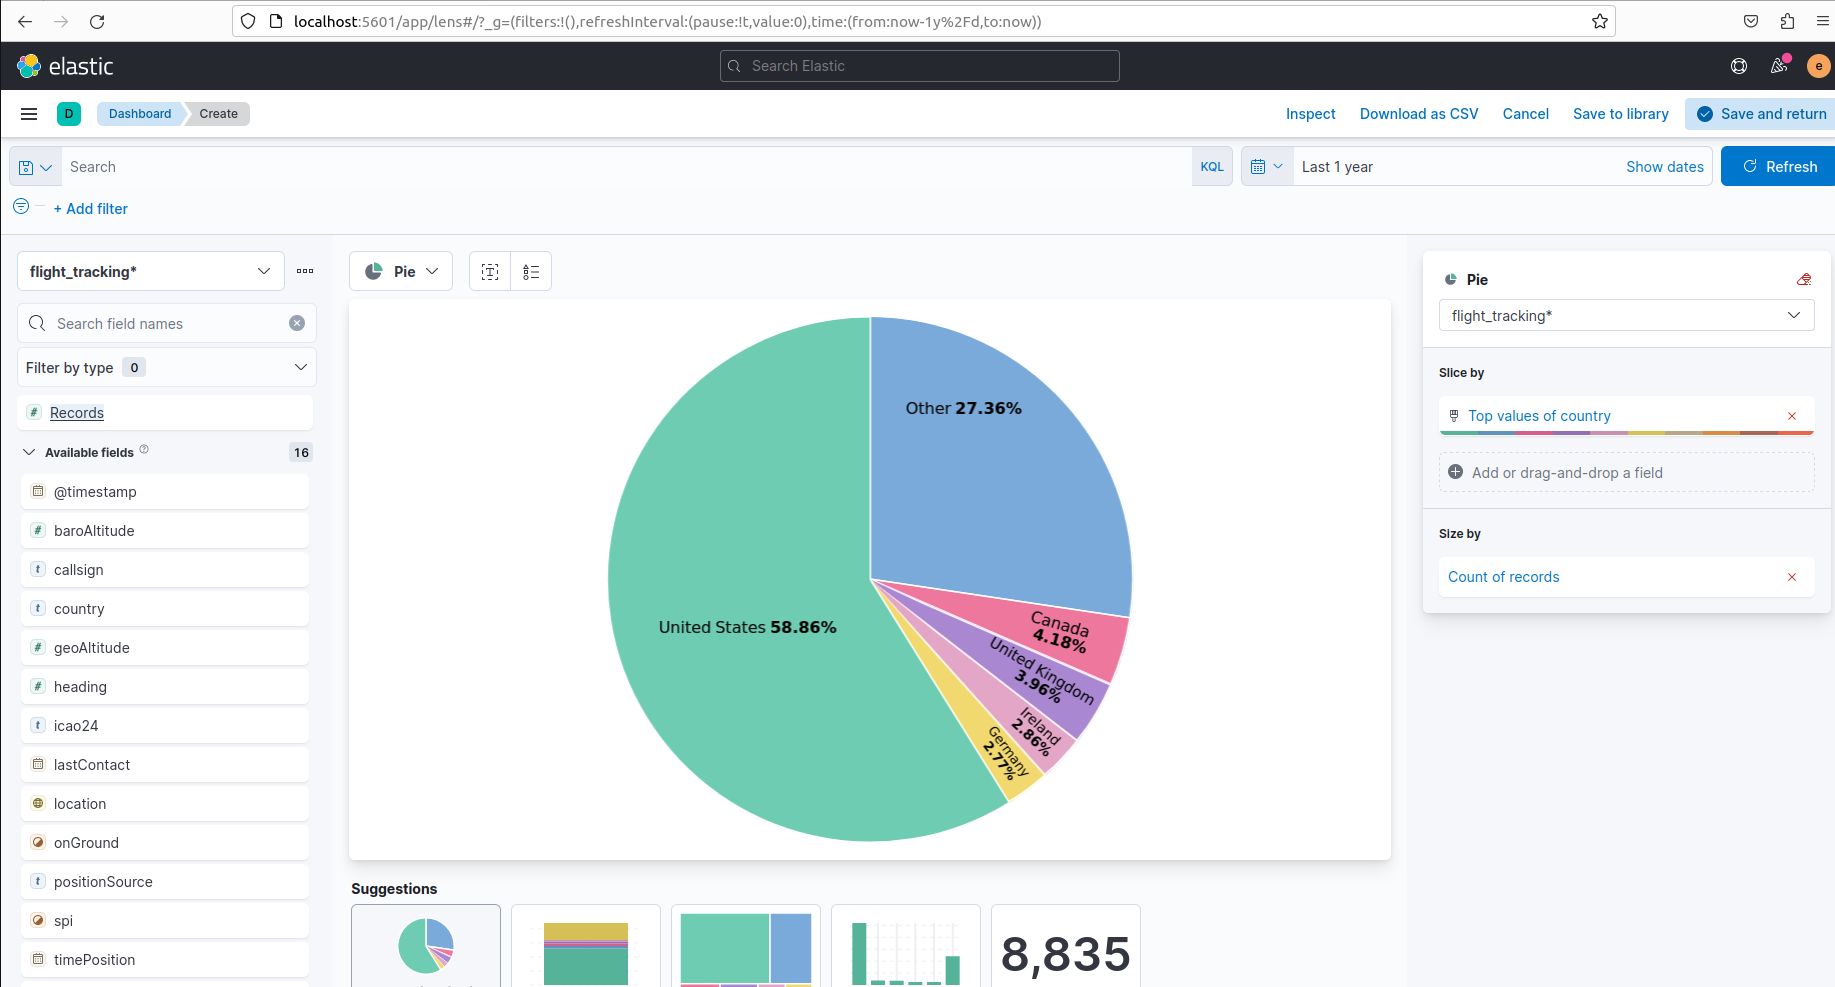 localhost:5601/app/lens#/?_g=(filters:!(),refreshInterval:(pause:!t,value:0),time:(from:now-1y%2Fd,to:now))
elastic
Search Elastic
e
D
Dashboard
Create
Inspect
Download as CSV
Cancel
Save to library
Save and return
Search
KQL
Last 1 year
Show dates
Refresh
+ Add filter
flight_tracking*
Search field names
Filter by type 0
# Records
Available fields ? 16
@timestamp
# baroAltitude
t callsign
t country
# geoAltitude
# heading
t icao24
lastContact
location
onGround
t positionSource
spi
timePosition
Pie
Other 27.36%
Canada
4.18%
United Kingdom
3.96%
Ireland
2.86%
Germany
2.77%
United States 58.86%
Suggestions
8,835
Pie
flight_tracking*
Slice by
Top values of country
Add or drag-and-drop a field
Size by
Count of records